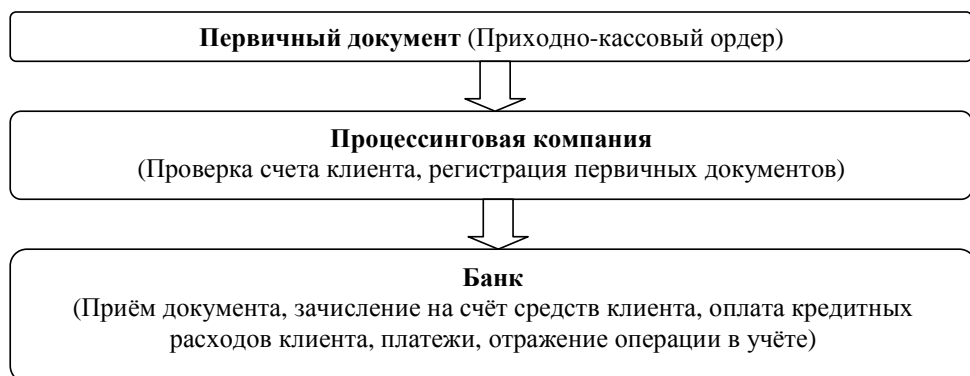 Первичный документ (Приходно-кассовый ордер)
Процессинговая компания
(Проверка счета клиента, регистрация первичных документов)
Банк
(Приём документа, зачисление на счёт средств клиента, оплата кредитных
расходов клиента, платежи, отражение операции в учёте)